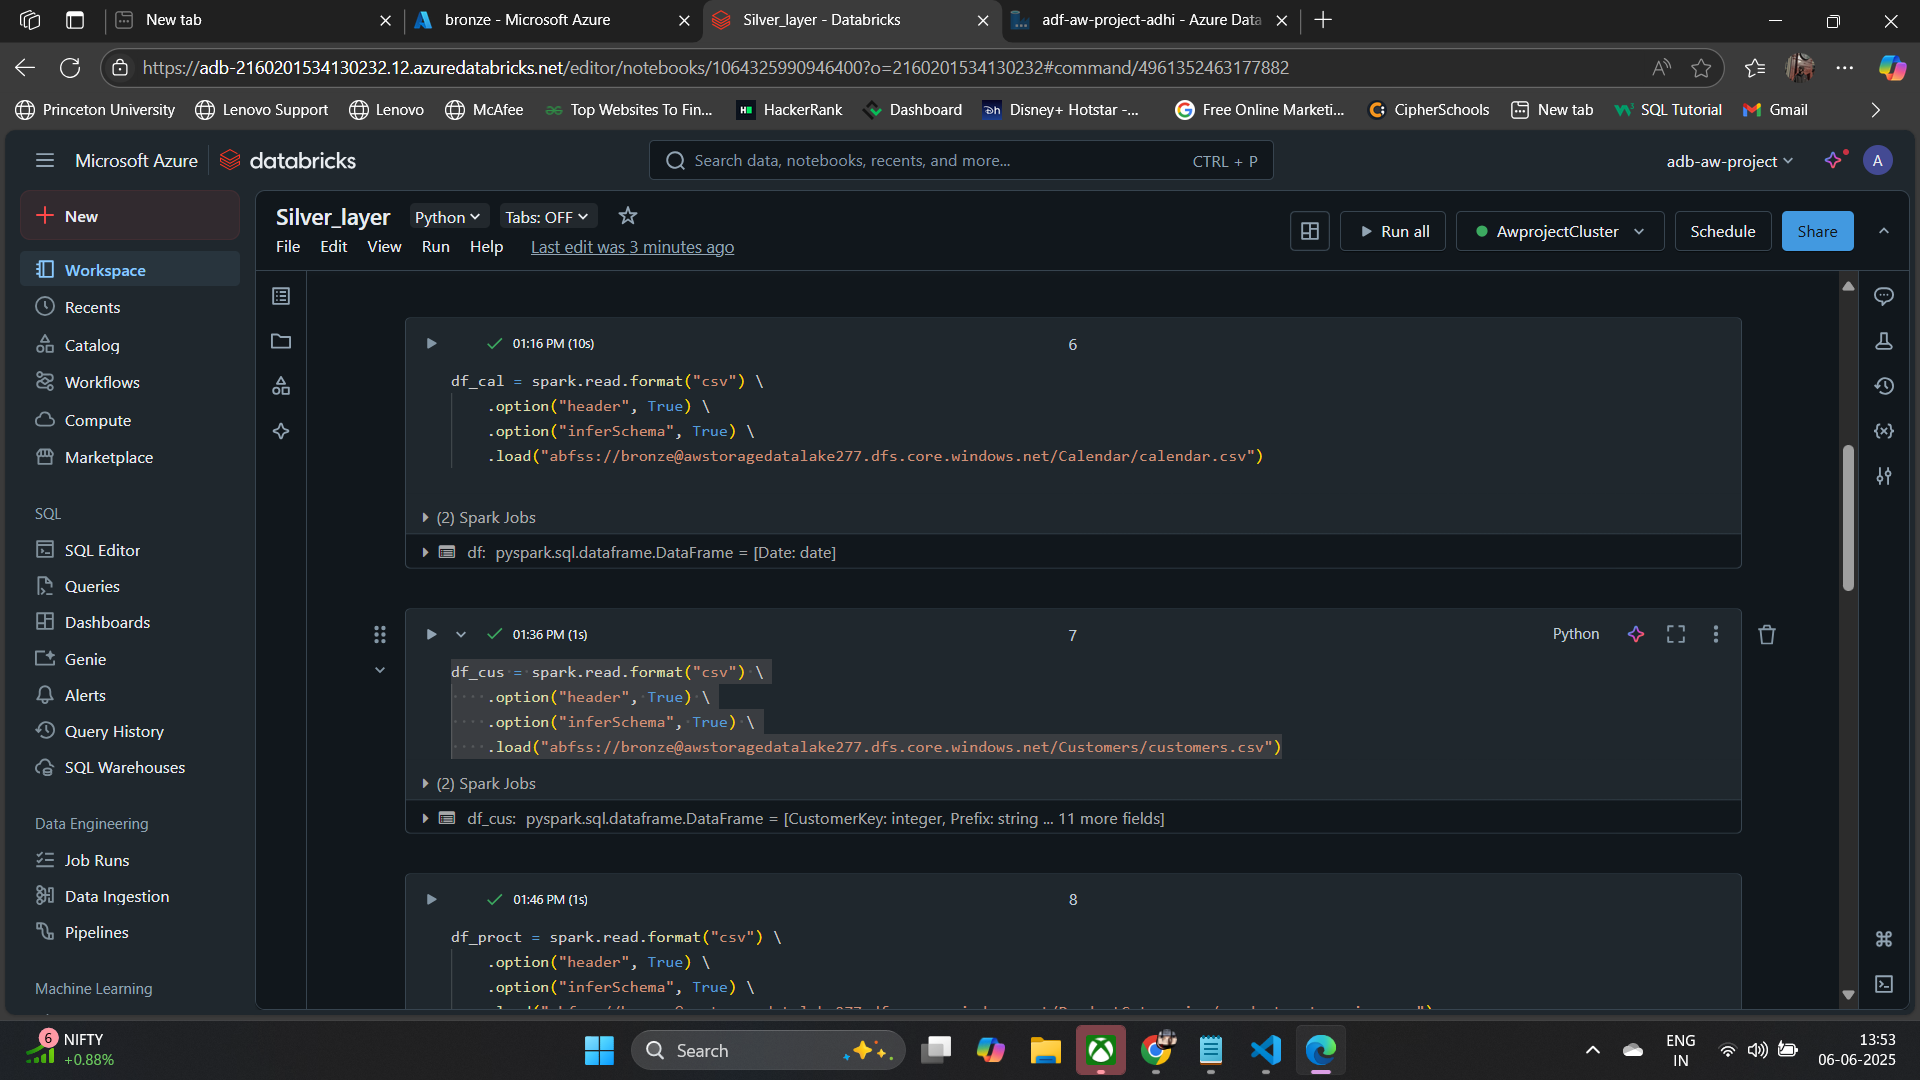 New tab
bronze - Microsoft Azure
Silver_layer - Databricks
adf-aw-project-adhi - Azure Data
https://adb-2160201534130232.12.azuredatabricks.net/editor/notebooks/1064325990946400?o=2160201534130232#command/4961352463177882
Princeton University
Lenovo Support
Lenovo
McAfee
Top Websites To Fin...
HackerRank
Dashboard
Disney+ Hotstar -...
Free Online Marketi...
CipherSchools
New tab
SQL Tutorial
Gmail
Microsoft Azure
databricks
Search data, notebooks, recents, and more...
CTRL + P
adb-aw-project
A
New
Workspace
Recents
Catalog
Workflows
Compute
Marketplace
SQL
SQL Editor
Queries
Dashboards
Genie
Alerts
Query History
SQL Warehouses
Data Engineering
Job Runs
Data Ingestion
Pipelines
Machine Learning
Silver_layer
Python
Tabs: OFF
File
Edit
View
Run
Help
Last edit was 3 minutes ago
Run all
AwprojectCluster
Schedule
Share
01:16 PM (10s)
6
df_cal = spark.read.format("csv") \
.option("header", True) \
.option("inferSchema", True) \
.load("abfss://bronze@awstoragedatalake277.dfs.core.windows.net/Calendar/calendar.csv")
(2) Spark Jobs
df: pyspark.sql.dataframe.DataFrame = [Date: date]
01:36 PM (1s)
7
Python
df_cus = spark.read.format("csv") \
.option("header", True) \
.option("inferSchema", True) \
.load("abfss://bronze@awstoragedatalake277.dfs.core.windows.net/Customers/customers.csv")
(2) Spark Jobs
df_cus: pyspark.sql.dataframe.DataFrame = [CustomerKey: integer, Prefix: string ... 11 more fields]
01:46 PM (1s)
8
df_proct = spark.read.format("csv") \
.option("header", True) \
.option("inferSchema", True) \
6
NIFTY
+0.88%
Search
ENG
IN
13:53
06-06-2025